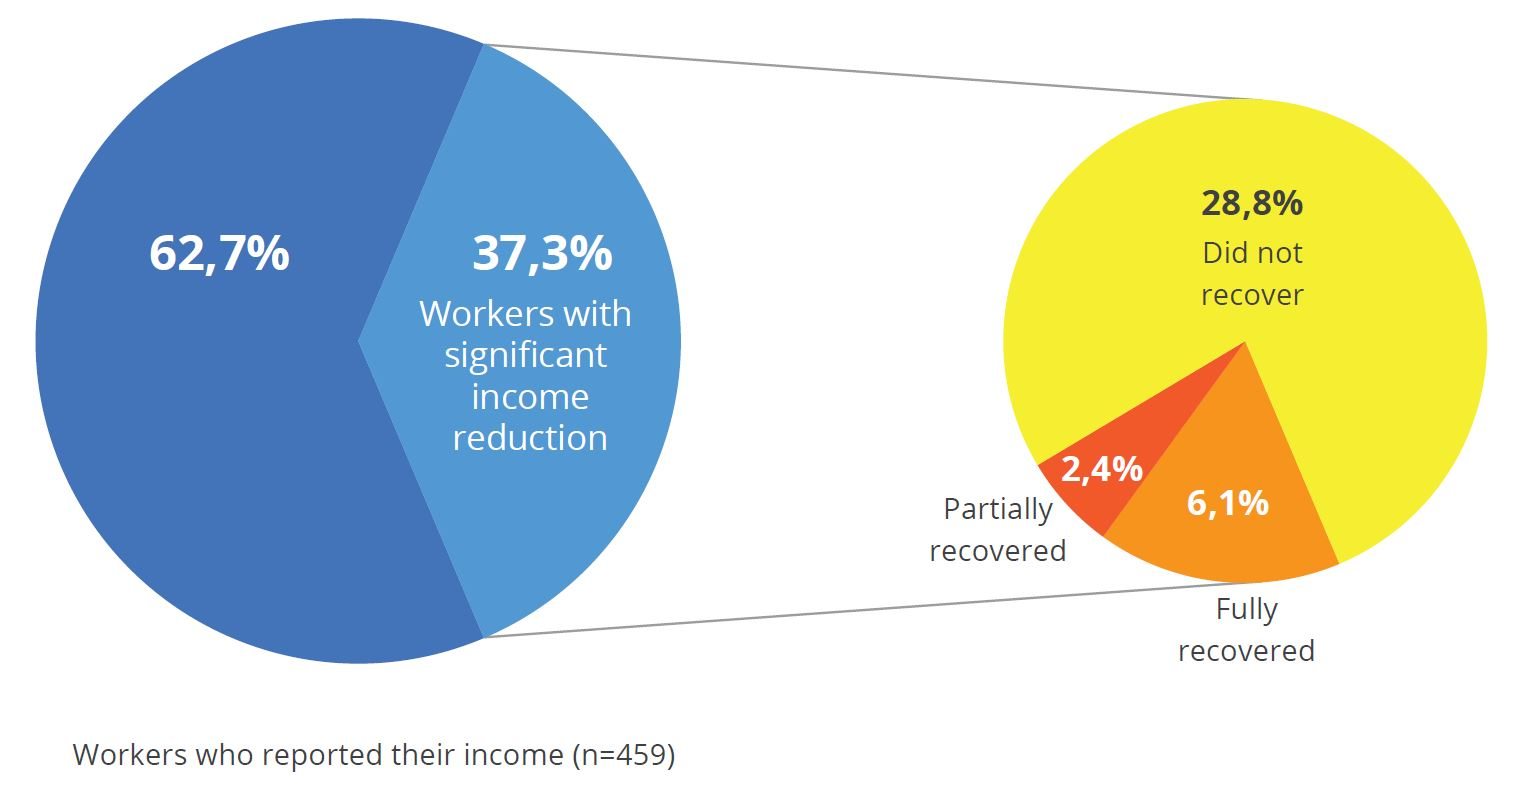 62,7%
37,3%
Workers with
significant
income
reduction
28,8%
Did not
recover
2,4%
Partially
recovered
6,1%
Fully
recovered
Workers who reported their income (n=459)